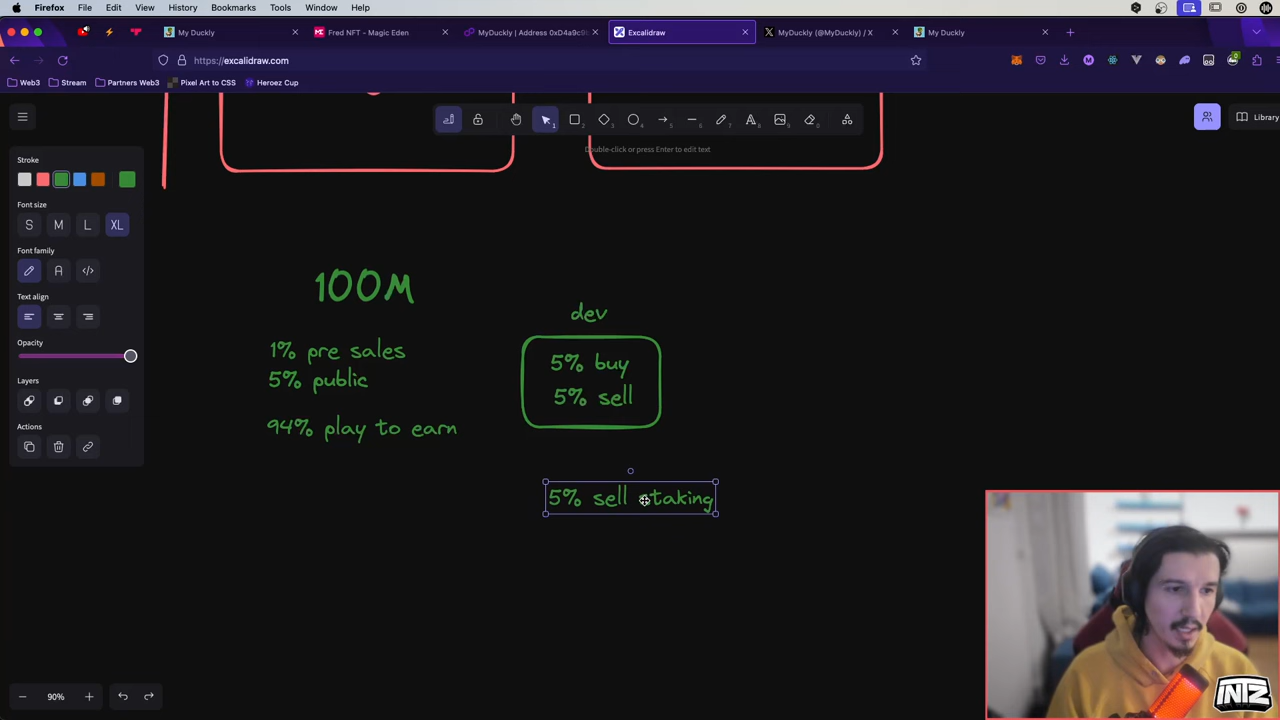 Firefox File Edit View History Bookmarks Tools Window Help
My Duckly
Fred NFT - Magic Eden
MyDuckly | Address 0xD4a9c9
Excalidraw
MyDuckly (@MyDuckly) / X
My Duckly
https://excalidraw.com
Web3 Stream Partners Web3 Pixel Art to CSS Heroez Cup
Library
Double-click or press Enter to edit text
Stroke
Font size
S M L XL
Font family
Text align
Opacity
Layers
Actions
100M
1% pre sales
5% public
94% play to earn
dev
5% buy
5% sell
5% sell staking
90%
INTZ